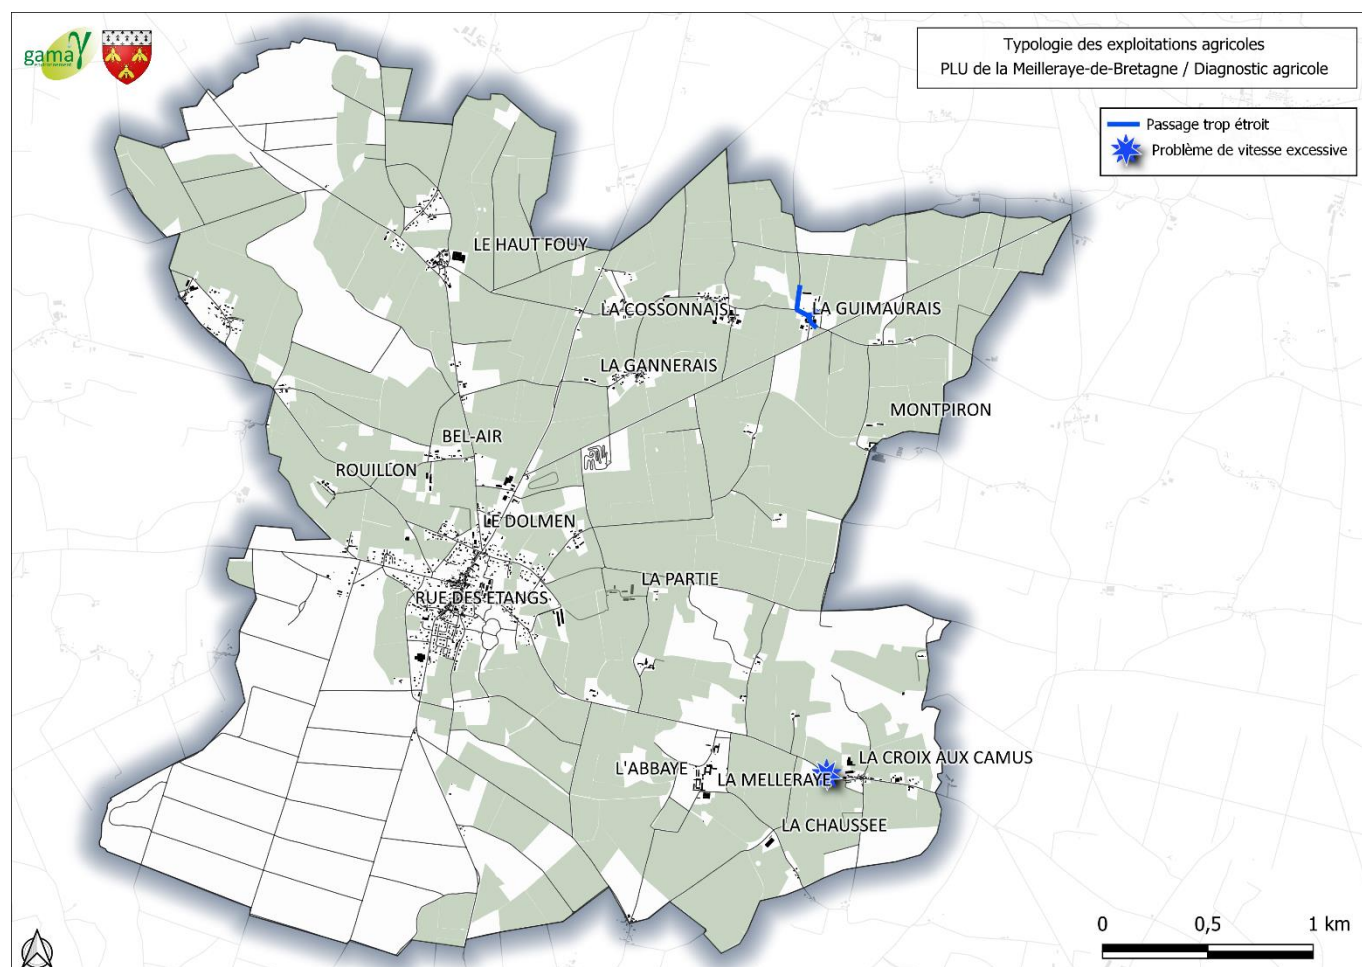 gama
environnement
Typologie des exploitations agricoles
PLU de la Meilleraye-de-Bretagne / Diagnostic agricole
Passage trop étroit
Problème de vitesse excessive
LE HAUT FOUY
LA COSSONNAIS
LA GUIMAURAIS
LA GANNERAIS
MONTPIRON
BEL-AIR
ROUILLON
LE DOLMEN
LA PARTIE
RUE DES ETANGS
LA CROIX AUX CAMUS
L'ABBAYE
LA MELLERAYE
LA CHAUSSEE
0 0,5 1 km